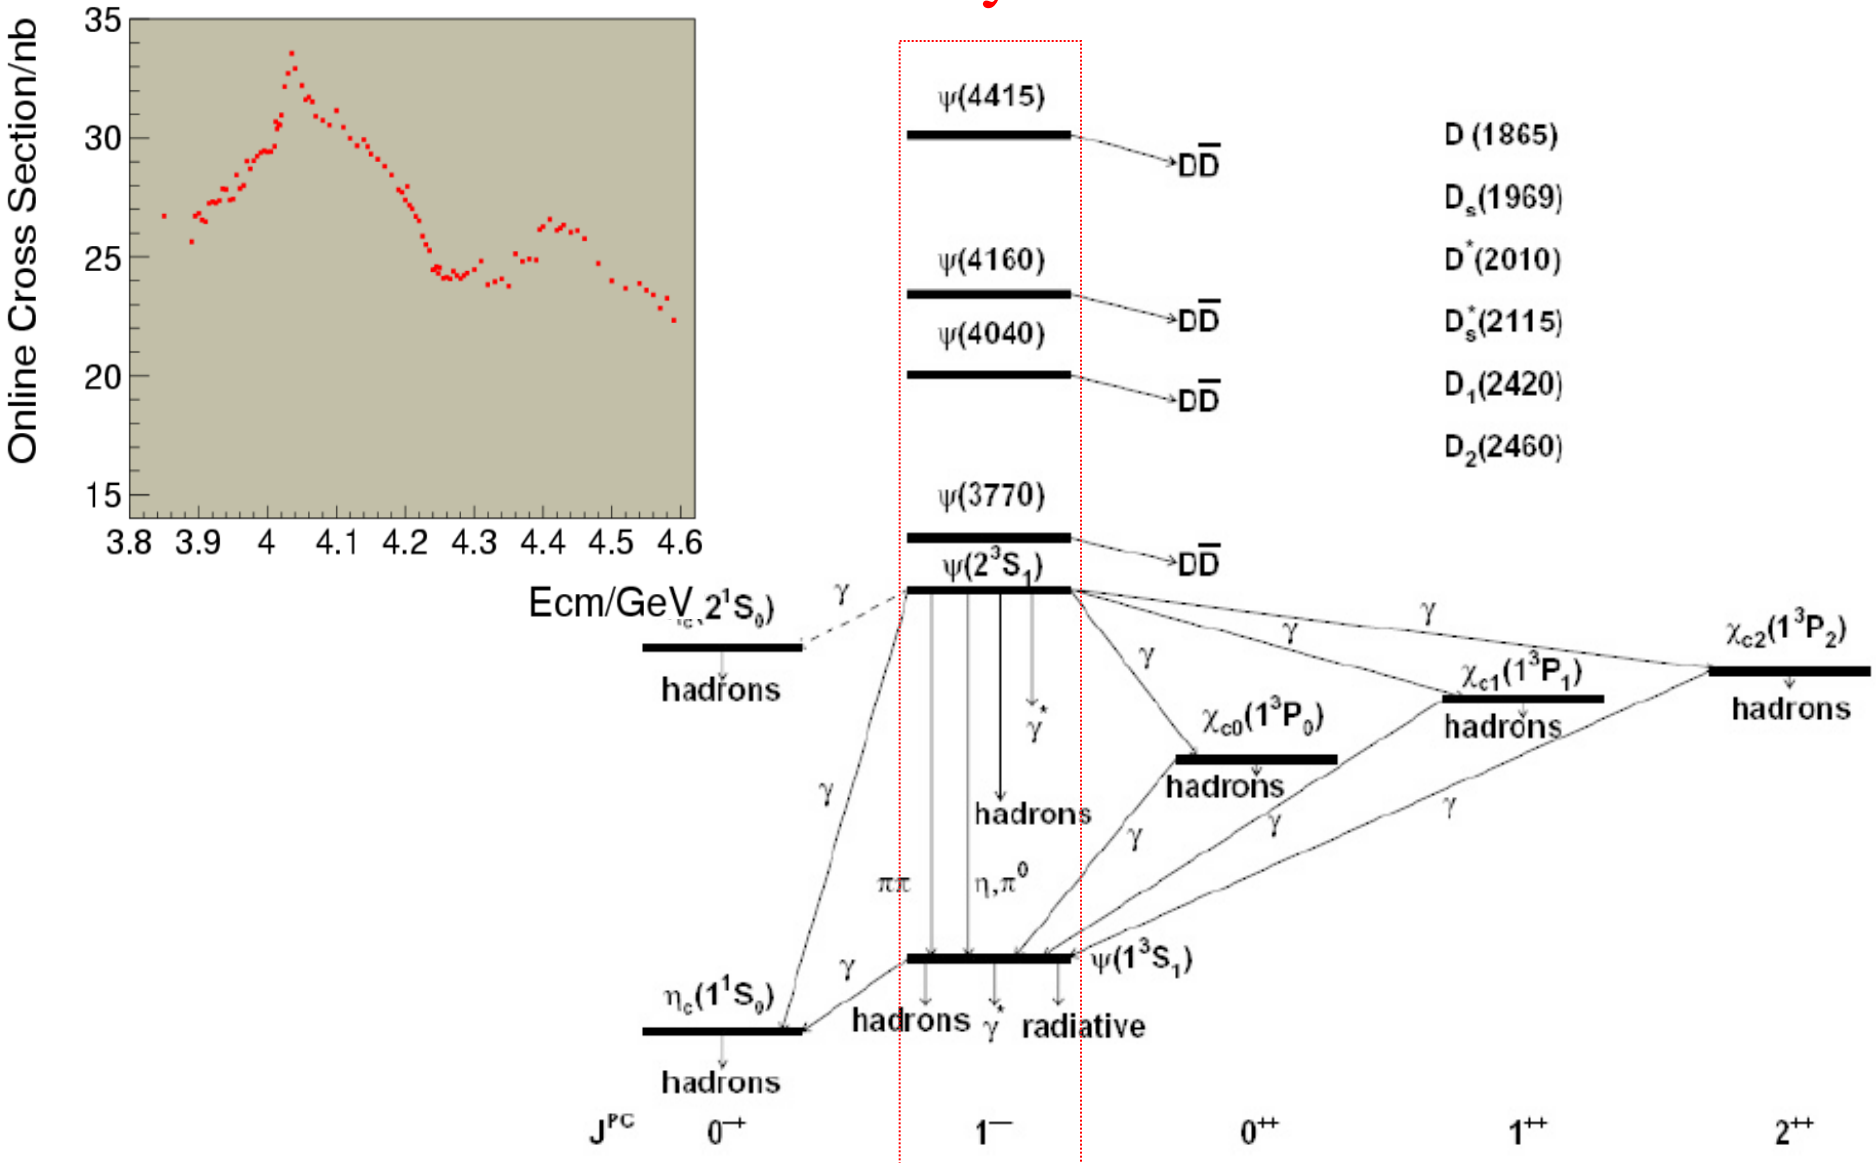 y
Online Cross Section/nb
35
30
25
20
15
3.8 3.9 4 4.1 4.2 4.3 4.4 4.5 4.6
Ecm/GeV
ψ(4415)
DD̅
ψ(4160)
DD̅
ψ(4040)
DD̅
ψ(3770)
DD̅
ψ(2³S₁)
D (1865)
Dₛ(1969)
D*(2010)
Dₛ*(2115)
D₁(2420)
D₂(2460)
(2¹S₀)
hadrons
γ
γ
γ
γ
γ
χc0(1³P₀)
hadrons
χc1(1³P₁)
hadrons
χc2(1³P₂)
hadrons
γ*
hadrons
ππ
η,π⁰
γ
γ
γ
ψ(1³S₁)
γ
hadrons γ* radiative
ηc(1¹S₀)
hadrons
J^PC 0⁻⁺ 1⁻⁻ 0⁺⁺ 1⁺⁺ 2⁺⁺